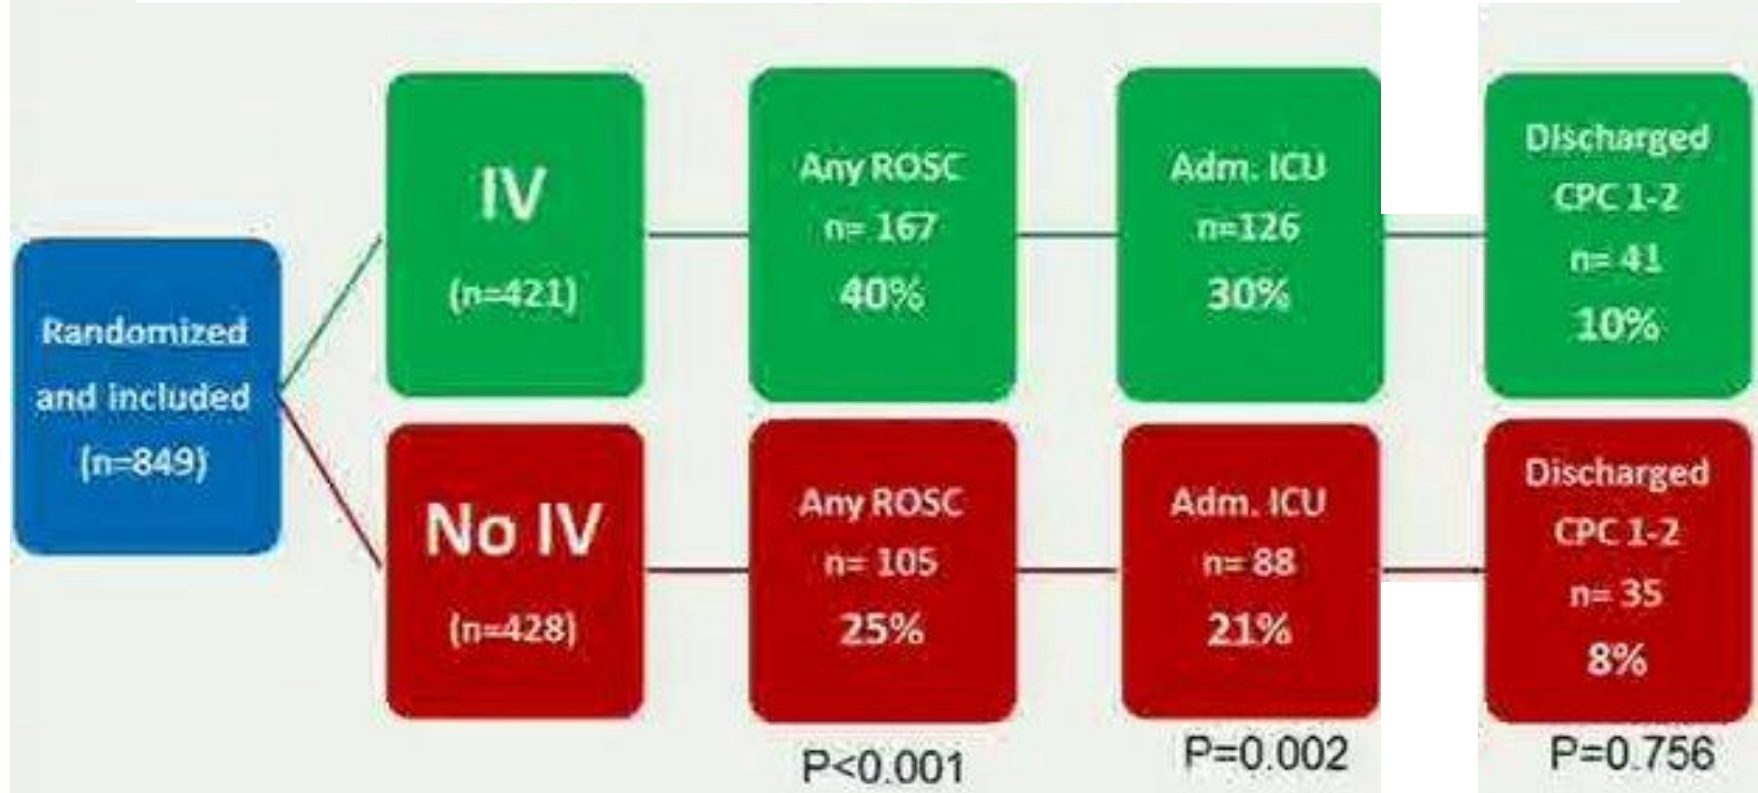 Randomized
and included
(n=849)
IV
(n=421)
Any ROSC
n= 167
40%
Adm. ICU
n=126
30%
Discharged
CPC 1-2
n= 41
10%
No IV
(n=428)
Any ROSC
n= 105
25%
Adm. ICU
n= 88
21%
Discharged
CPC 1-2
n= 35
8%
P<0.001
P=0.002
P=0.756